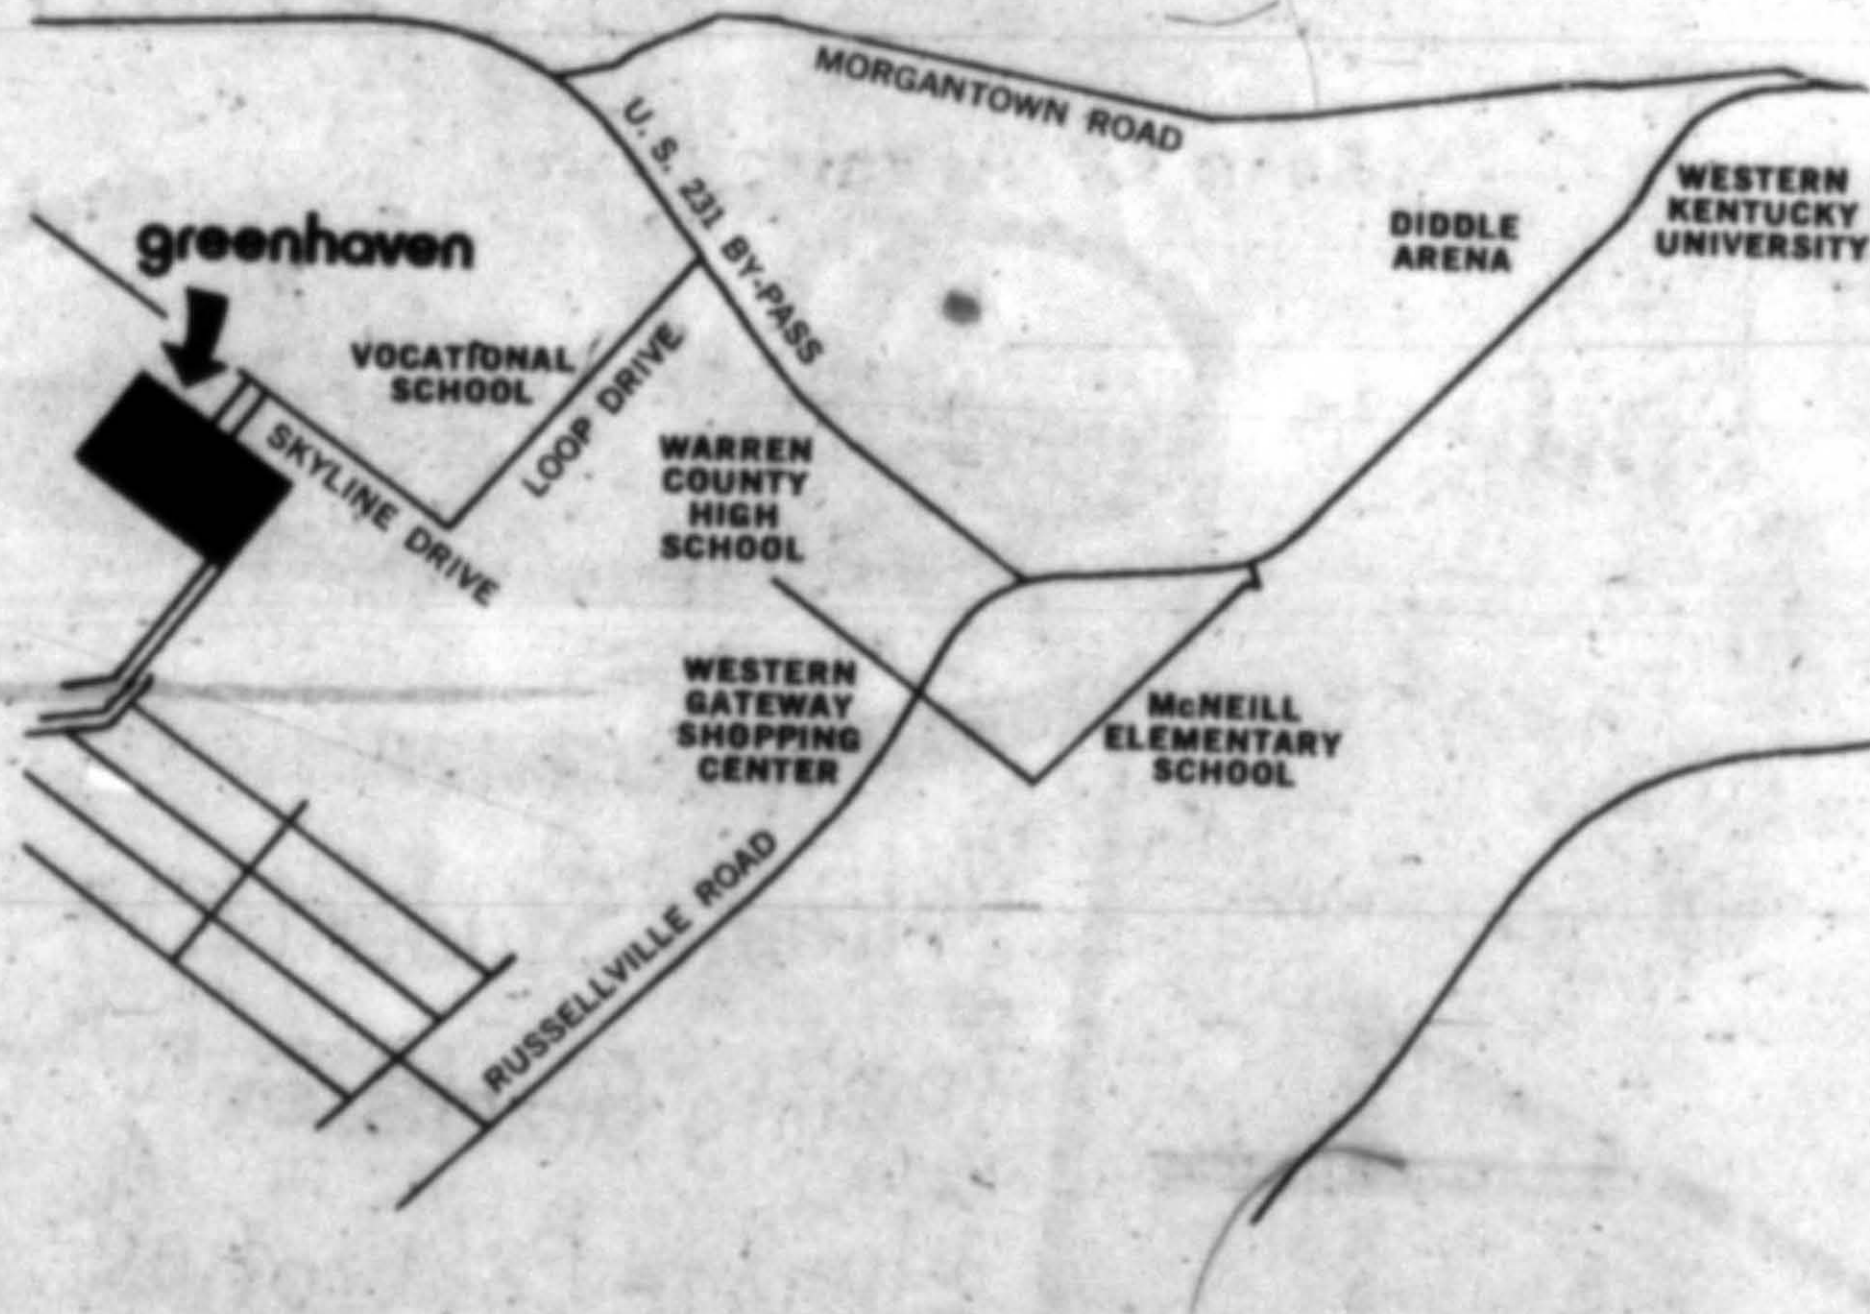 MORGANTOWN ROAD
U. S. 231 BY-PASS
WESTERN
KENTUCKY
UNIVERSITY
DIDDLE
ARENA
greenhaven
VOCATIONAL
SCHOOL
LOOP DRIVE
SKYLINE DRIVE
WARREN
COUNTY
HIGH
SCHOOL
WESTERN
GATEWAY
SHOPPING
CENTER
McNEILL
ELEMENTARY
SCHOOL
RUSSELLVILLE ROAD